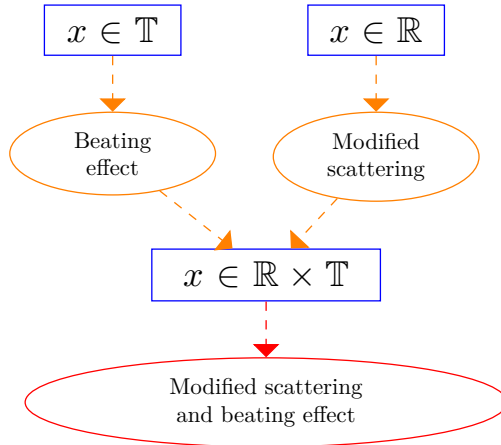 x ∈ 𝕋
x ∈ ℝ
Beating
effect
Modified
scattering
x ∈ ℝ × 𝕋
Modified scattering
and beating effect